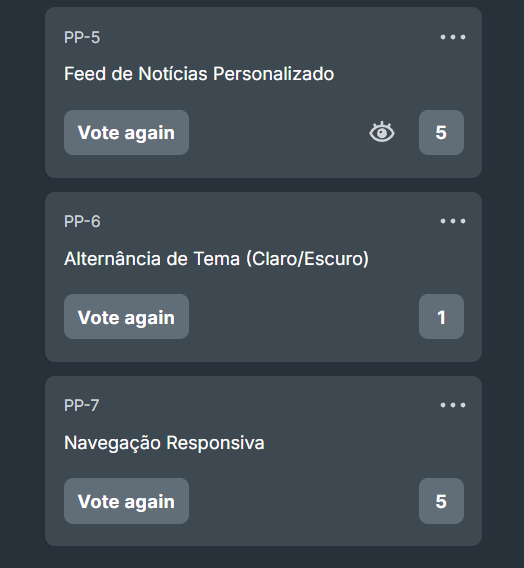 PP-5
Feed de Notícias Personalizado
Vote again
5
PP-6
Alternância de Tema (Claro/Escuro)
Vote again
1
PP-7
Navegação Responsiva
Vote again
5